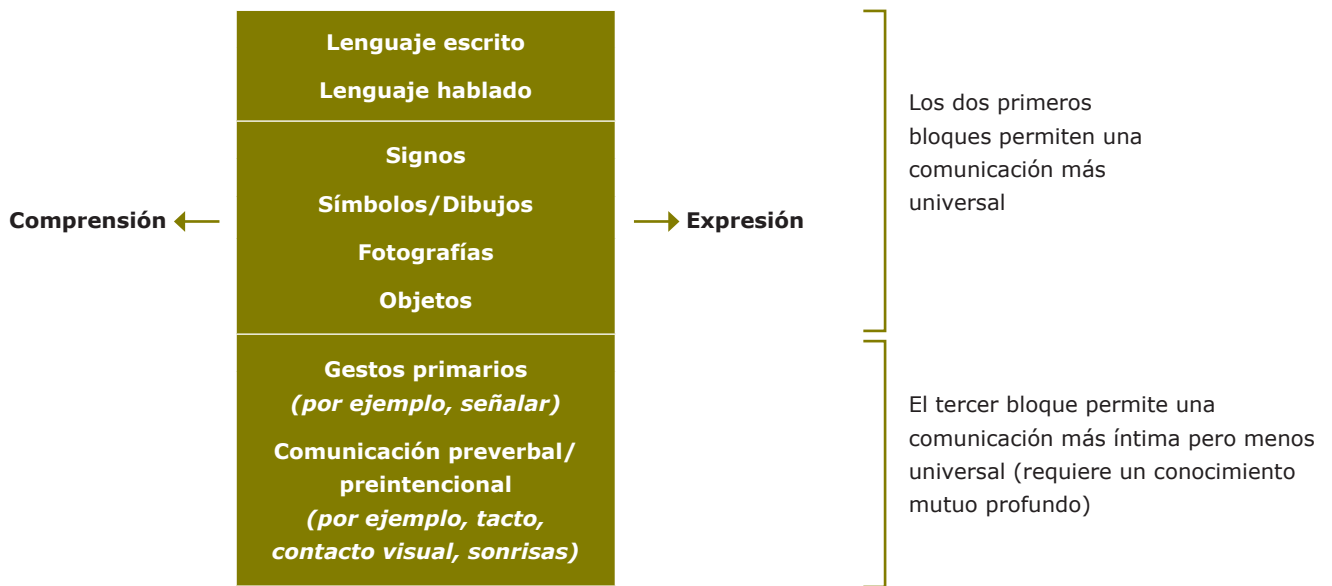 Lenguaje escrito
Lenguaje hablado
Signos
Símbolos/Dibujos
Fotografías
Objetos
Comprensión
Expresión
Gestos primarios
(por ejemplo, señalar)
Comunicación preverbal/
preintencional
(por ejemplo, tacto,
contacto visual, sonrisas)
Los dos primeros
bloques permiten una
comunicación más
universal
El tercer bloque permite una
comunicación más íntima pero menos
universal (requiere un conocimiento
mutuo profundo)